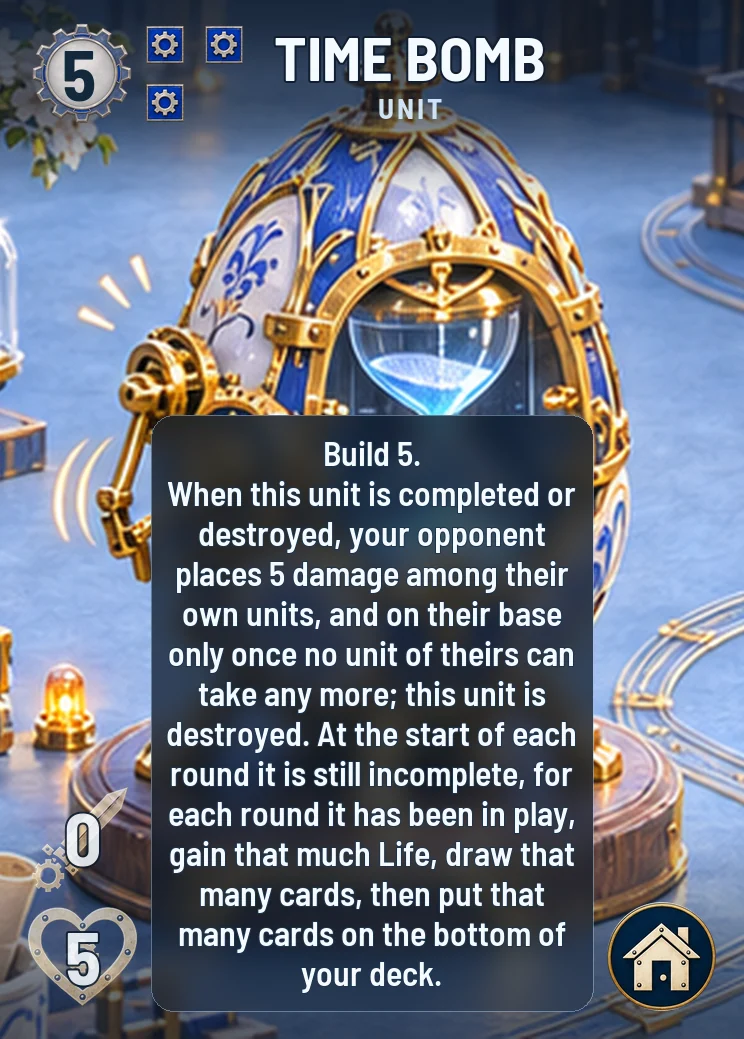 5
TIME BOMB
UNIT
Build 5.
When this unit is completed or
destroyed, your opponent
places 5 damage among their
own units, and on their base
only once no unit of theirs can
take any more; this unit is
destroyed. At the start of each
round it is still incomplete, for
each round it has been in play,
gain that much Life, draw that
many cards, then put that
many cards on the bottom of
your deck.
0
5